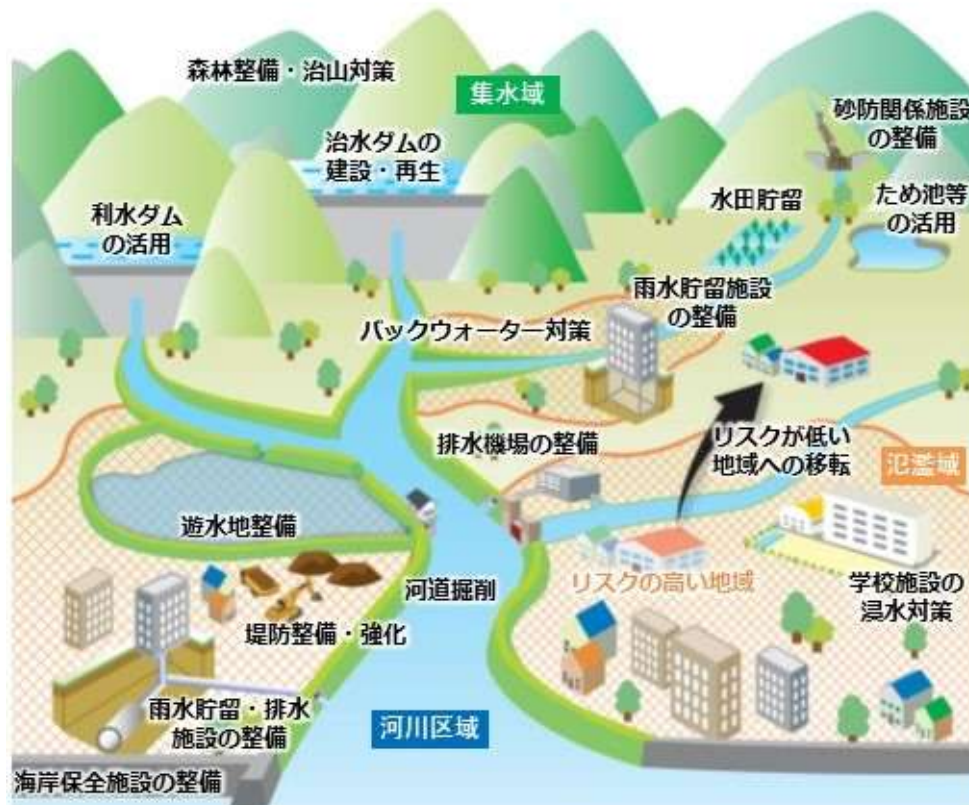 森林整備・治山対策
集水域
砂防関係施設
の整備
治水ダムの
建設・再生
水田貯留
ため池等
の活用
利水ダム
の活用
雨水貯留施設
の整備
バックウォーター対策
排水機場の整備
リスクが低い
地域への移転
氾濫域
遊水地整備
河道掘削
リスクの高い地域
学校施設の
浸水対策
堤防整備・強化
雨水貯留・排水
施設の整備
河川区域
海岸保全施設の整備